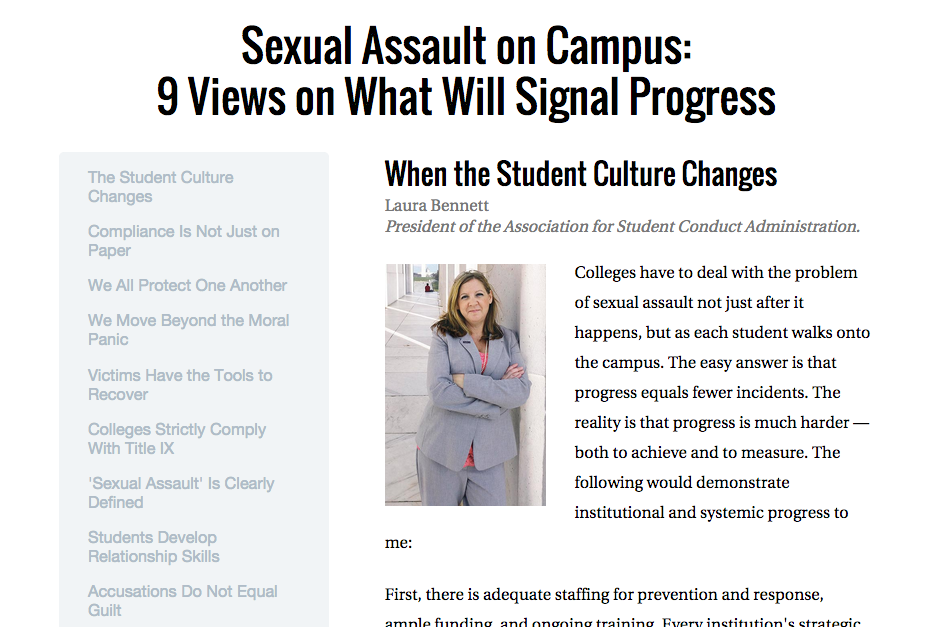 Sexual Assault on Campus:
9 Views on What Will Signal Progress
The Student Culture
Changes
Compliance Is Not Just on
Paper
We All Protect One Another
We Move Beyond the Moral
Panic
Victims Have the Tools to
Recover
Colleges Strictly Comply
With Title IX
'Sexual Assault' Is Clearly
Defined
Students Develop
Relationship Skills
Accusations Do Not Equal
Guilt
When the Student Culture Changes
Laura Bennett
President of the Association for Student Conduct Administration.
Colleges have to deal with the problem
of sexual assault not just after it
happens, but as each student walks onto
the campus. The easy answer is that
progress equals fewer incidents. The
reality is that progress is much harder —
both to achieve and to measure. The
following would demonstrate
institutional and systemic progress to
me:
First, there is adequate staffing for prevention and response,
ample funding, and ongoing training. Every institution's strategic